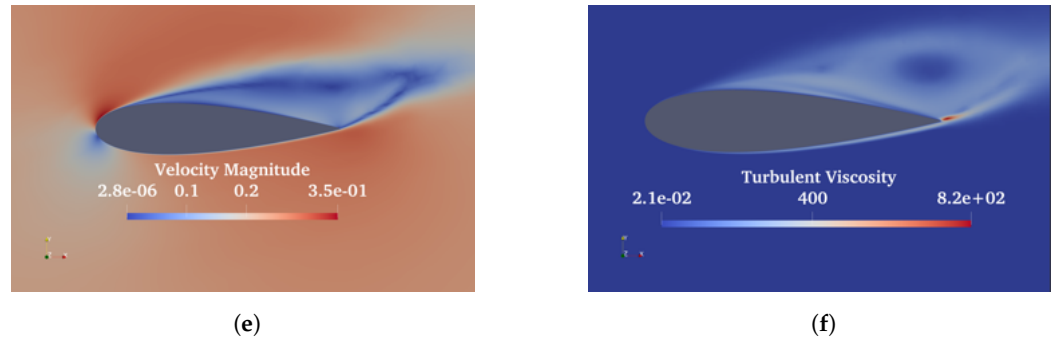 Velocity Magnitude
2.8e-06 0.1 0.2 3.5e-01
Turbulent Viscosity
2.1e-02 400 8.2e+02
(e)
(f)